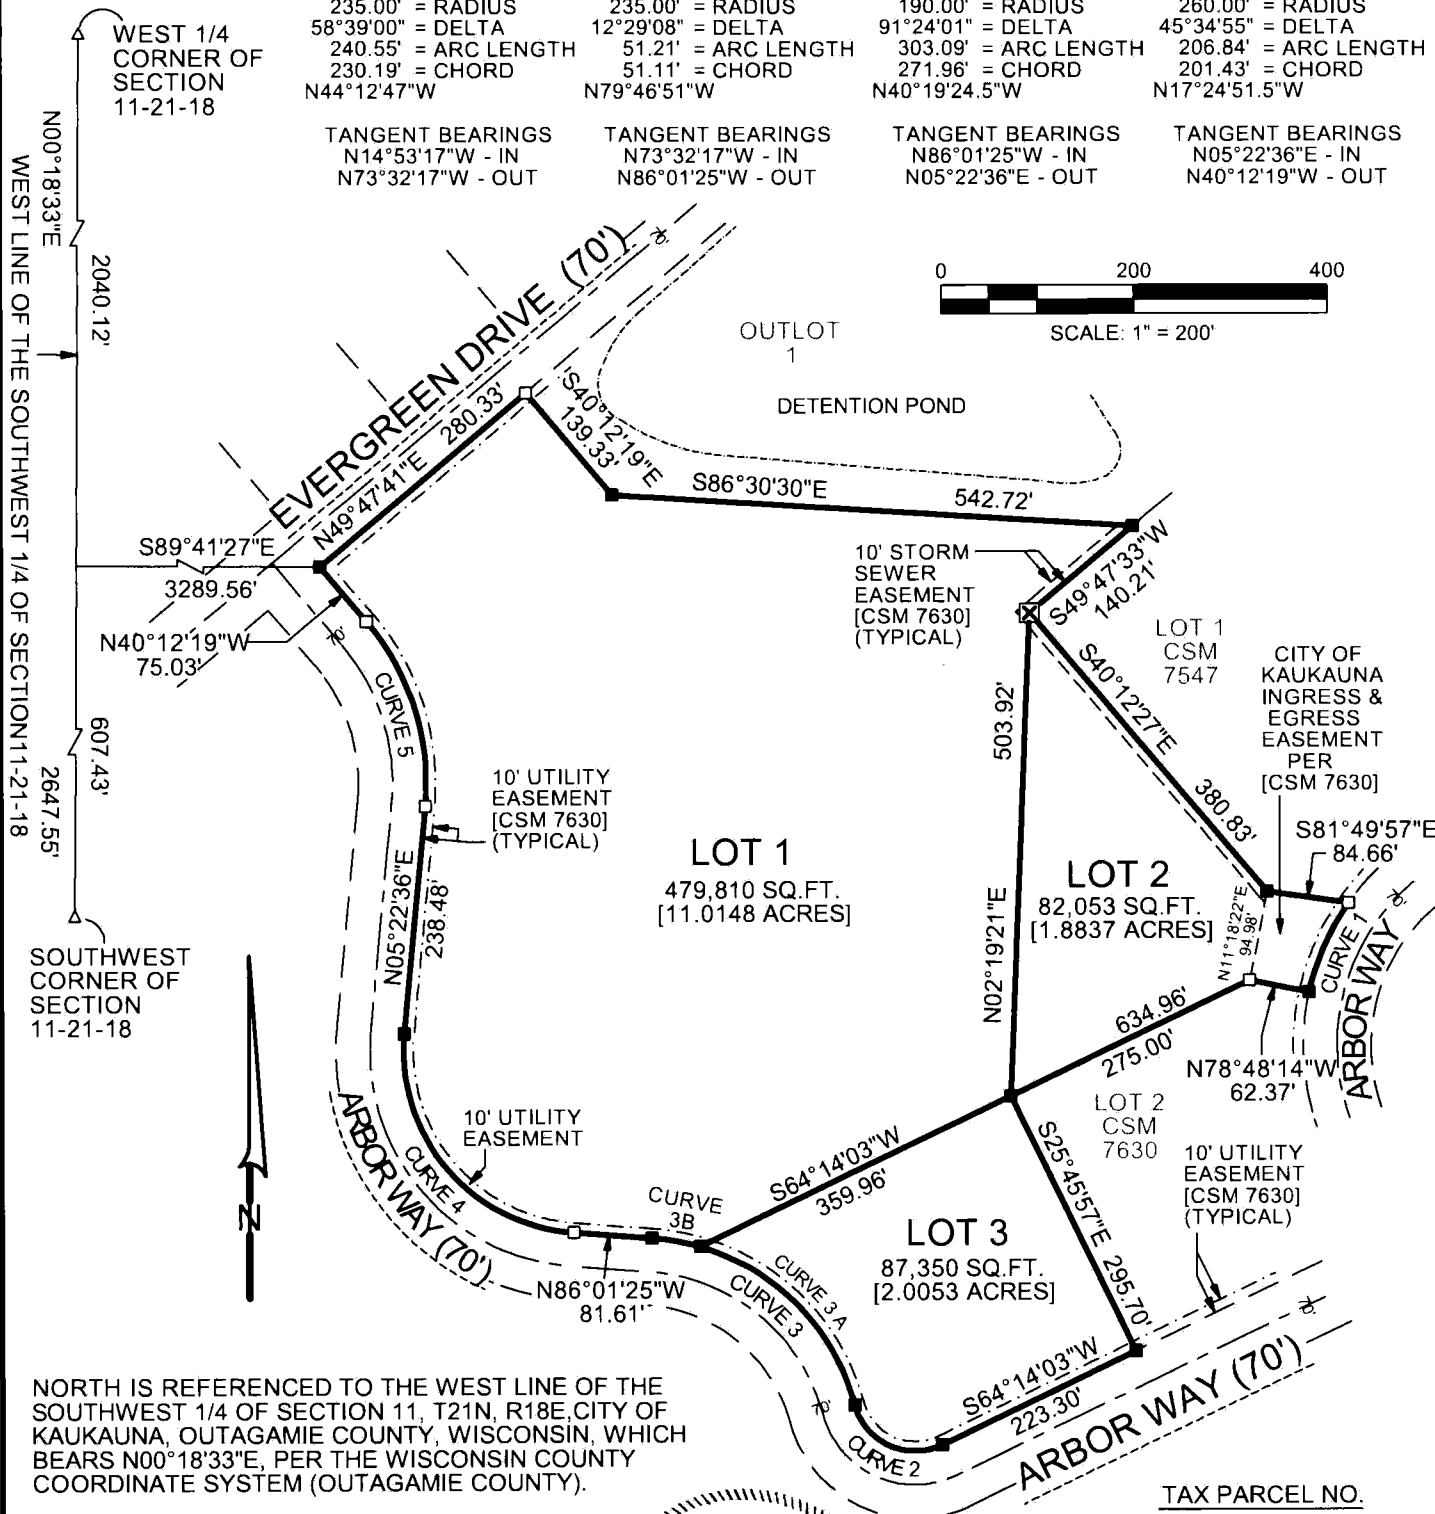 WEST 1/4
CORNER OF
SECTION
11-21-18
235.00' = RADIUS
58°39'00" = DELTA
240.55' = ARC LENGTH
230.19' = CHORD
N44°12'47"W
TANGENT BEARINGS
N14°53'17"W - IN
N73°32'17"W - OUT
235.00' = RADIUS
12°29'08" = DELTA
51.21' = ARC LENGTH
51.11' = CHORD
N79°46'51"W
TANGENT BEARINGS
N73°32'17"W - IN
N86°01'25"W - OUT
190.00' = RADIUS
91°24'01" = DELTA
303.09' = ARC LENGTH
271.96' = CHORD
N40°19'24.5"W
TANGENT BEARINGS
N86°01'25"W - IN
N05°22'36"E - OUT
260.00' = RADIUS
45°34'55" = DELTA
206.84' = ARC LENGTH
201.43' = CHORD
N17°24'51.5"W
TANGENT BEARINGS
N05°22'36"E - IN
N40°12'19"W - OUT
N00°18'33"E
WEST LINE OF THE SOUTHWEST 1/4 OF SECTION11-21-18
2040.12'
607.43'
2647.55'
0 200 400
SCALE: 1" = 200'
EVERGREEN DRIVE (70')
70'
OUTLOT
1
DETENTION POND
N49°47'41"E 280.33'
S40°12'19"E
139.33'
S86°30'30"E 542.72'
S89°41'27"E
3289.56'
N40°12'19"W
75.03'
70'
CURVE 5
10' STORM
SEWER
EASEMENT
[CSM 7630]
(TYPICAL)
S49°47'33"W
140.21'
LOT 1
CSM
7547
CITY OF
KAUKAUNA
INGRESS &
EGRESS
EASEMENT
PER
[CSM 7630]
S40°12'27"E 380.83'
503.92'
N02°19'21"E
10' UTILITY
EASEMENT
[CSM 7630]
(TYPICAL)
S81°49'57"E
84.66'
LOT 1
479,810 SQ.FT.
[11.0148 ACRES]
LOT 2
82,053 SQ.FT.
[1.8837 ACRES]
N05°22'36"E
238.48'
N11°18'22"E
94.98'
CURVE 1
70'
ARBOR WAY
SOUTHWEST
CORNER OF
SECTION
11-21-18
634.96'
275.00'
N78°48'14"W
62.37'
N
ARBOR WAY (70')
CURVE 4
10' UTILITY
EASEMENT
LOT 2
CSM
7630
S64°14'03"W
359.96'
S25°45'57"E 295.70'
10' UTILITY
EASEMENT
[CSM 7630]
(TYPICAL)
CURVE
3B
LOT 3
87,350 SQ.FT.
[2.0053 ACRES]
N86°01'25"W
81.61'
CURVE 3
CURVE 3 A
70'
70'
S64°14'03"W
223.30'
CURVE 2
ARBOR WAY (70')
NORTH IS REFERENCED TO THE WEST LINE OF THE
SOUTHWEST 1/4 OF SECTION 11, T21N, R18E,CITY OF
KAUKAUNA, OUTAGAMIE COUNTY, WISCONSIN, WHICH
BEARS N00°18'33"E, PER THE WISCONSIN COUNTY
COORDINATE SYSTEM (OUTAGAMIE COUNTY).
TAX PARCEL NO.